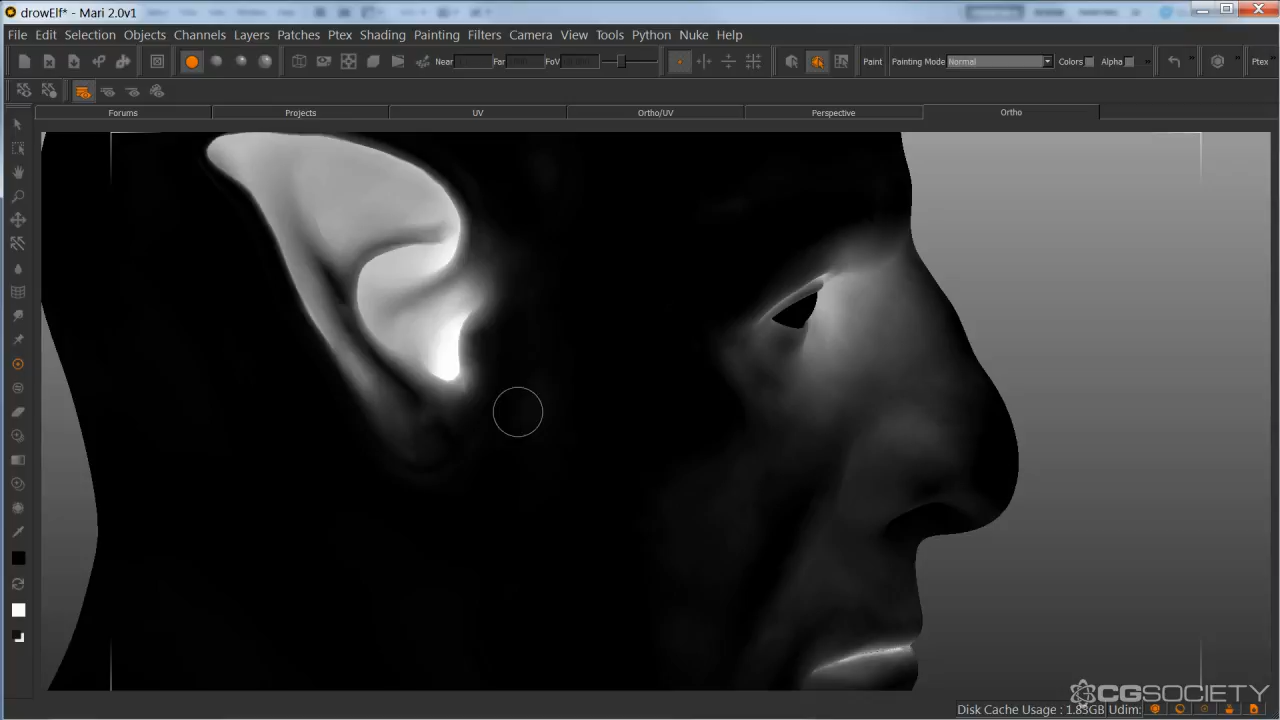 drowElf* - Mari 2.0v1
File Edit Selection Objects Channels Layers Patches Ptex Shading Painting Filters Camera View Tools Python Nuke Help
Near Far FoV Paint Painting Mode Normal Colors Alpha Ptex
Forums Projects UV Ortho/UV Perspective Ortho
CGSOCIETY
Disk Cache Usage : 1.83GB Udim: